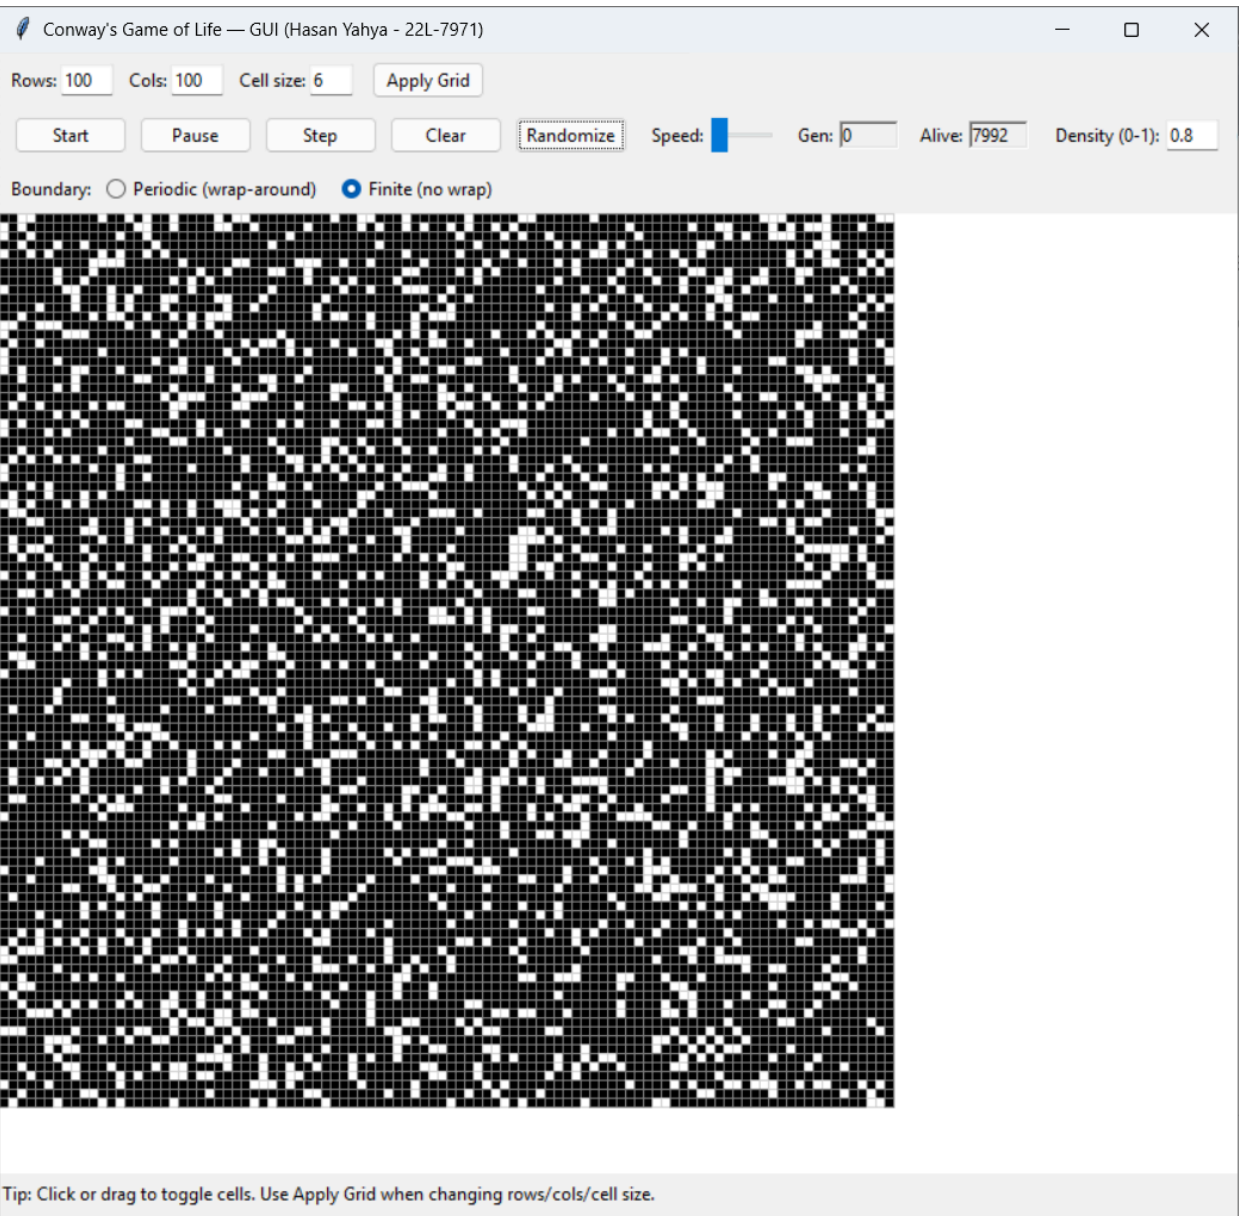 Conway's Game of Life — GUI (Hasan Yahya - 22L-7971)
Rows: 100 Cols: 100 Cell size: 6 Apply Grid
Start Pause Step Clear Randomize Speed: Gen: 0 Alive: 7992 Density (0-1): 0.8
Boundary: Periodic (wrap-around) Finite (no wrap)
Tip: Click or drag to toggle cells. Use Apply Grid when changing rows/cols/cell size.